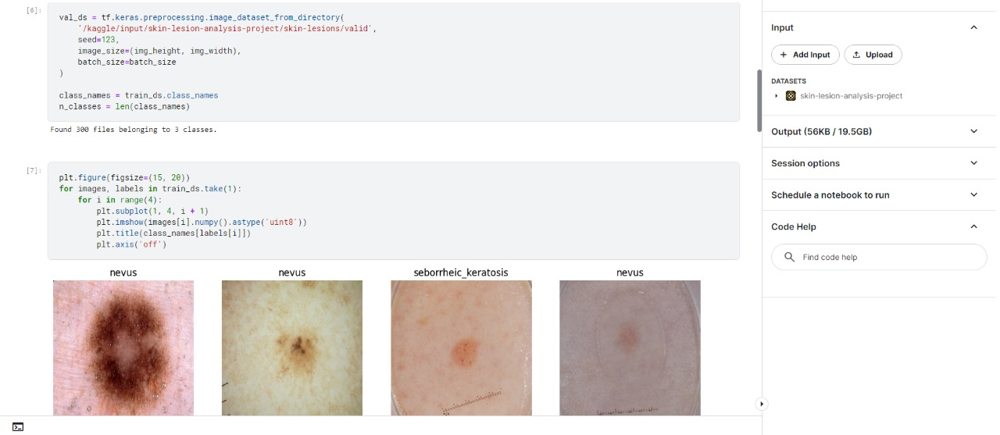 [6]:
val_ds = tf.keras.preprocessing.image_dataset_from_directory(
    '/kaggle/input/skin-lesion-analysis-project/skin-lesions/valid',
    seed=123,
    image_size=(img_height, img_width),
    batch_size=batch_size
)

class_names = train_ds.class_names
n_classes = len(class_names)
Found 300 files belonging to 3 classes.
[7]:
plt.figure(figsize=(15, 20))
for images, labels in train_ds.take(1):
    for i in range(4):
        plt.subplot(1, 4, i + 1)
        plt.imshow(images[i].numpy().astype('uint8'))
        plt.title(class_names[labels[i]])
        plt.axis('off')
nevus
nevus
seborrheic_keratosis
nevus
Input
+ Add Input
Upload
DATASETS
skin-lesion-analysis-project
Output (56KB / 19.5GB)
Session options
Schedule a notebook to run
Code Help
Find code help